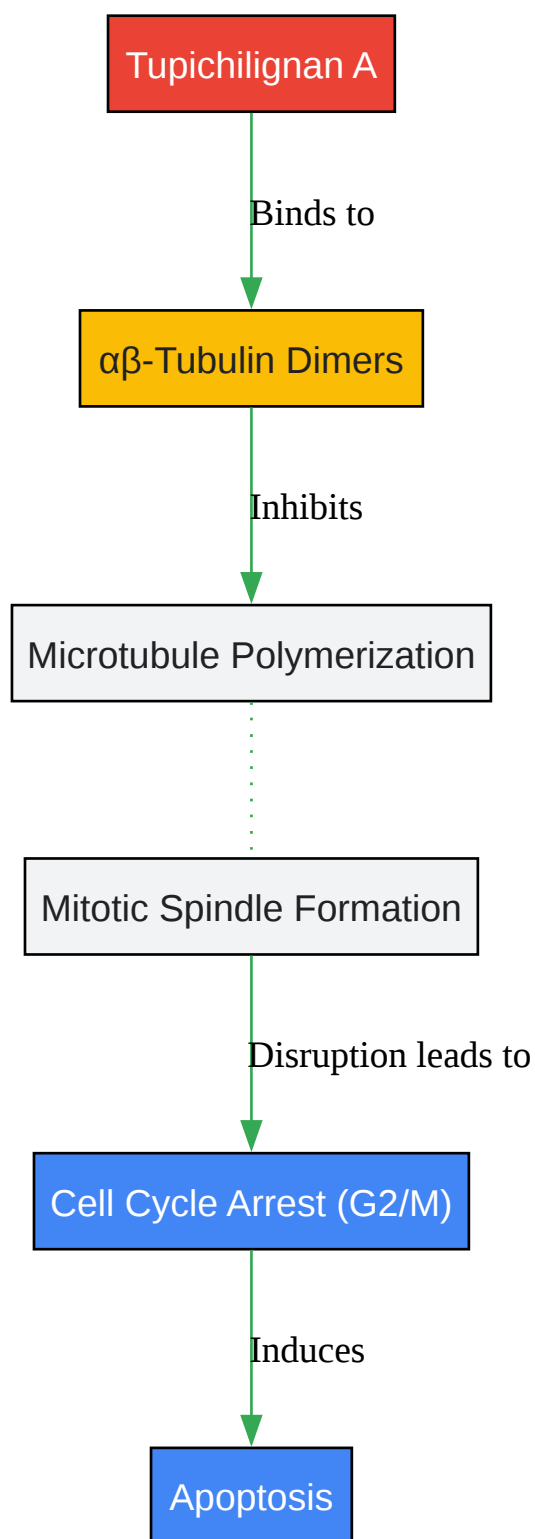 Tupichilignan A
Binds to
αβ-Tubulin Dimers
Inhibits
Microtubule Polymerization
Mitotic Spindle Formation
Disruption leads to
Cell Cycle Arrest (G2/M)
Induces
Apoptosis